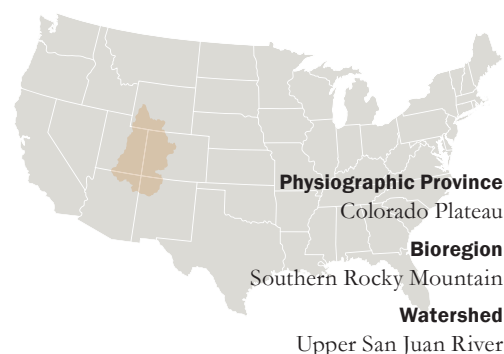 Physiographic Province
Colorado Plateau
Bioregion
Southern Rocky Mountain
Watershed
Upper San Juan River